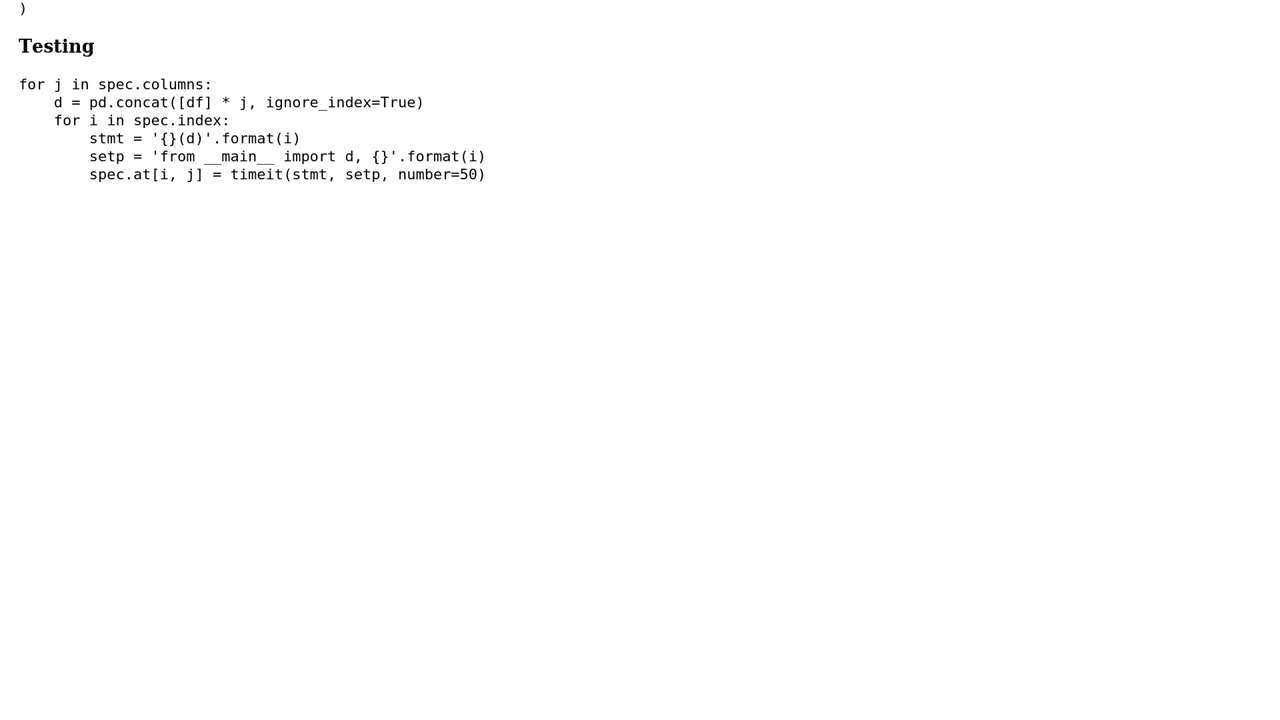 )
Testing
for j in spec.columns:
    d = pd.concat([df] * j, ignore_index=True)
    for i in spec.index:
        stmt = '{}(d)'.format(i)
        setp = 'from __main__ import d, {}'.format(i)
        spec.at[i, j] = timeit(stmt, setp, number=50)